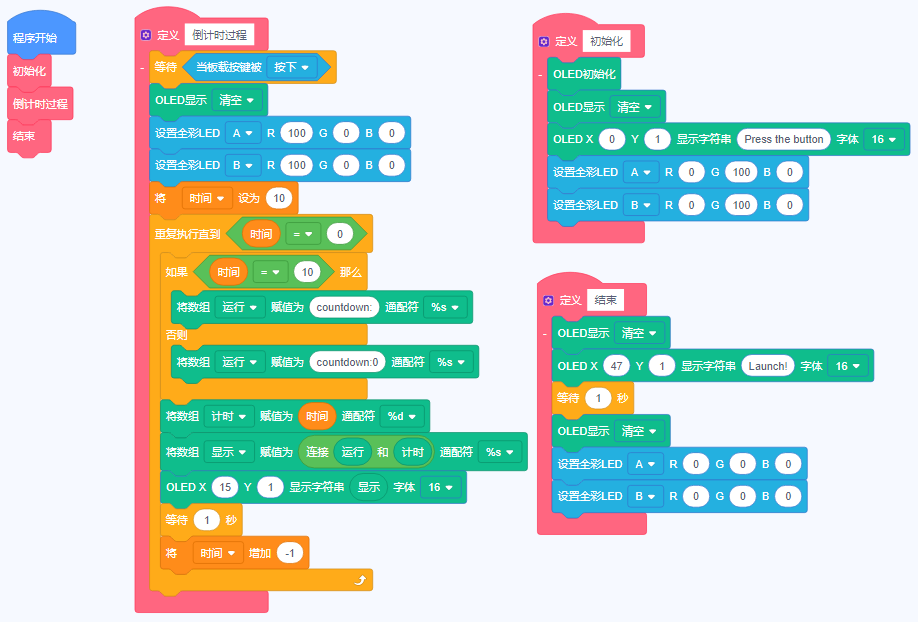 程序开始
初始化
倒计时过程
结束
定义 倒计时过程
- 等待 当板载按键被 按下
OLED显示 清空
设置全彩LED A R 100 G 0 B 0
设置全彩LED B R 100 G 0 B 0
将 时间 设为 10
重复执行直到 时间 = 0
如果 时间 = 10 那么
将数组 运行 赋值为 countdown: 通配符 %s
否则
将数组 运行 赋值为 countdown:0 通配符 %s
将数组 计时 赋值为 时间 通配符 %d
将数组 显示 赋值为 连接 运行 和 计时 通配符 %s
OLED X 15 Y 1 显示字符串 显示 字体 16
等待 1 秒
将 时间 增加 -1
定义 初始化
- OLED初始化
OLED显示 清空
OLED X 0 Y 1 显示字符串 Press the button 字体 16
设置全彩LED A R 0 G 100 B 0
设置全彩LED B R 0 G 100 B 0
定义 结束
- OLED显示 清空
OLED X 47 Y 1 显示字符串 Launch! 字体 16
等待 1 秒
OLED显示 清空
设置全彩LED A R 0 G 0 B 0
设置全彩LED B R 0 G 0 B 0